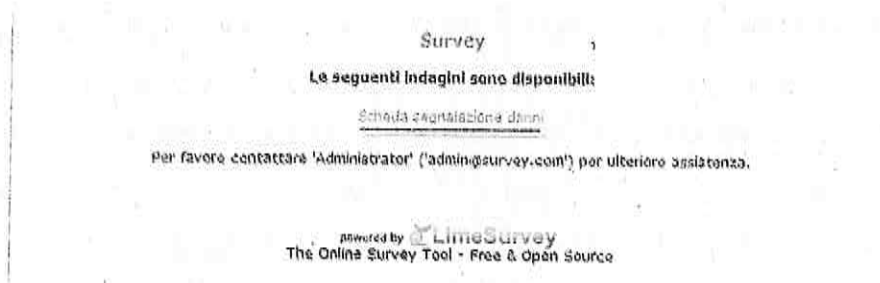 Survey
Le seguenti indagini sono disponibili:
Scheda segnalazione danni
Per favore contattare 'Administrator' ('admin@survey.com') per ulteriore assistenza.
powered by LimeSurvey
The Online Survey Tool - Free & Open Source